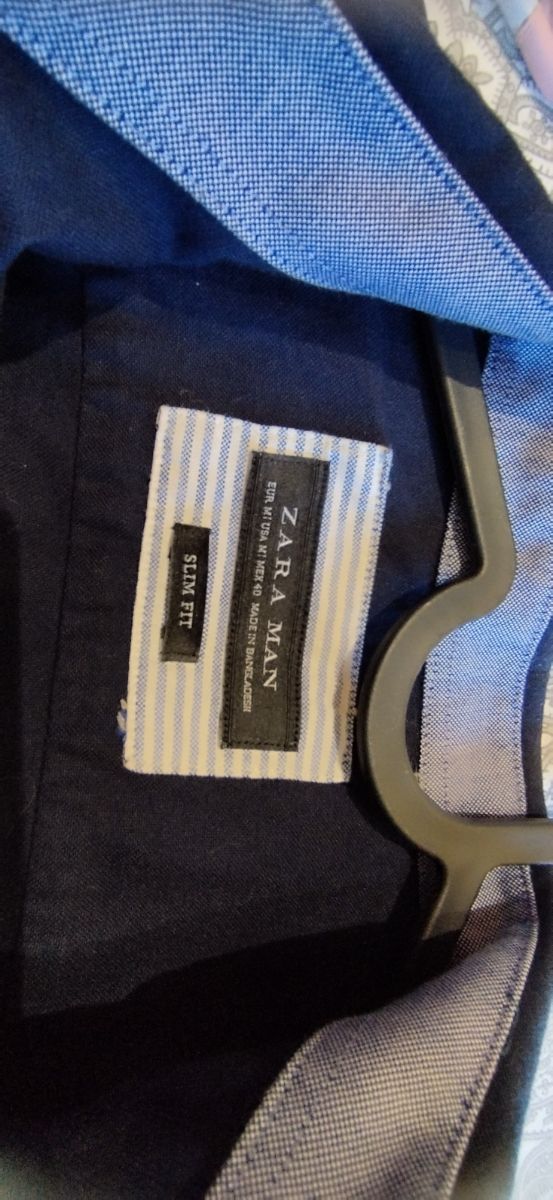 ZARA MAN
EUR M | USA M | MEX 40 MADE IN BANGLADESH
SLIM FIT